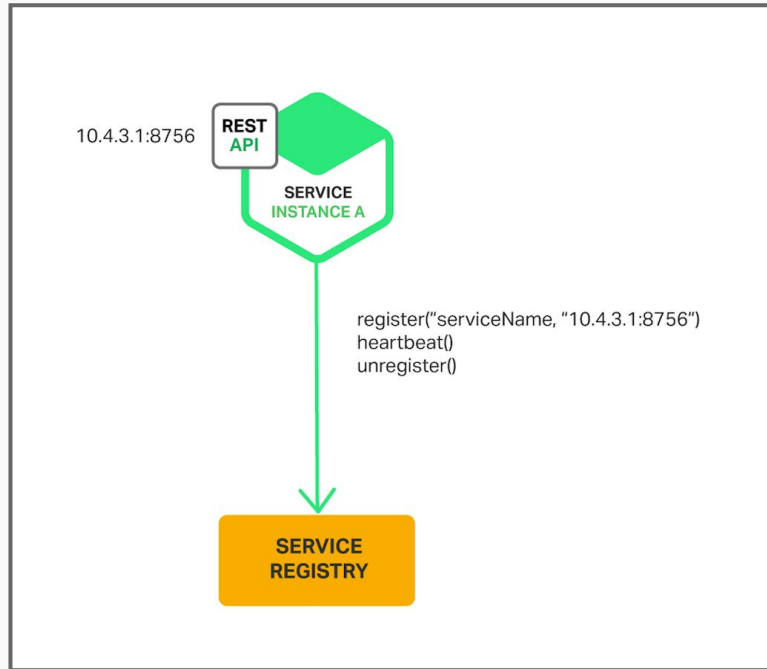 10.4.3.1:8756
REST
API
SERVICE
INSTANCE A
register(“serviceName, “10.4.3.1:8756”)
heartbeat()
unregister()
SERVICE
REGISTRY